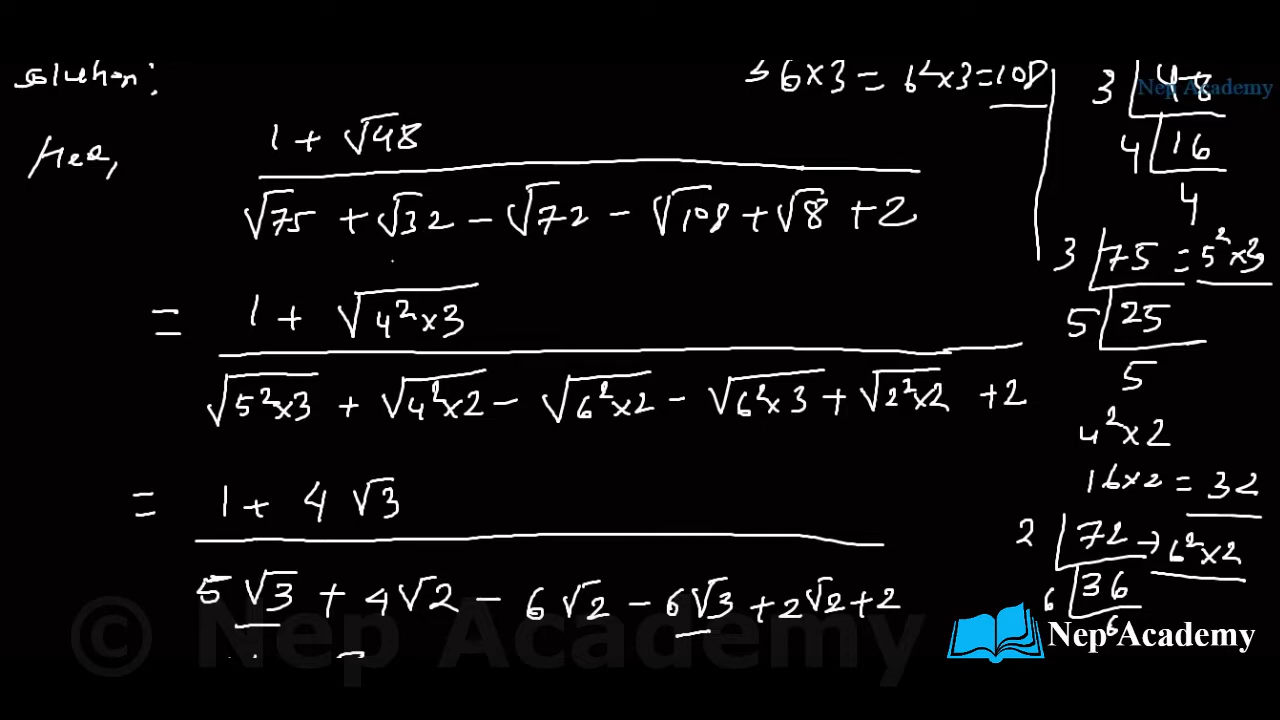 Solution:
Here,
1 + √48
√75 + √32 - √72 - √108 + √8 + 2
= 1 + √4²×3
√5²×3 + √4²×2 - √6²×2 - √6²×3 + √2²×2 + 2
= 1 + 4 √3
5√3 + 4√2 - 6√2 - 6√3 + 2√2 + 2
6×3 = 6²×3 = 108
3 48
4 16
4
3 75 = 5²×3
5 25
5
4²×2
16×2 = 32
2 72 → 6²×2
6 36
6
Nep Academy
Nep Academy
© Nep Academy